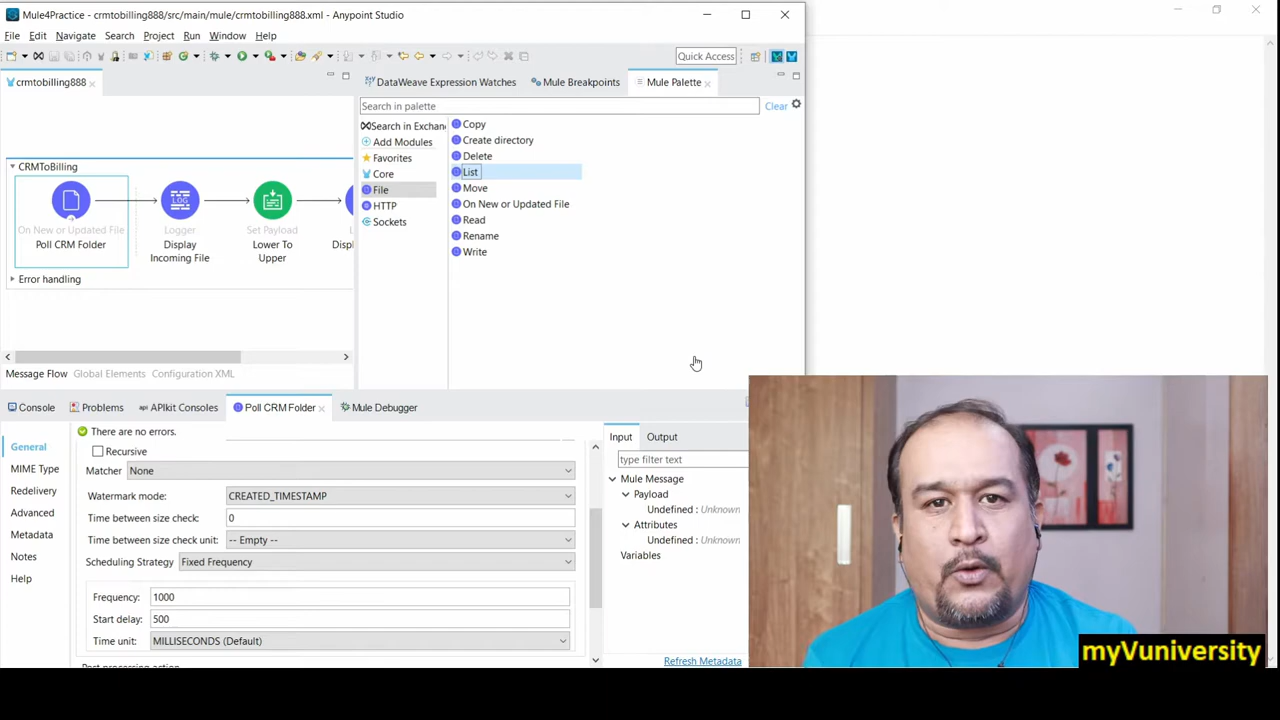 Mule4Practice - crmtobilling888/src/main/mule/crmtobilling888.xml - Anypoint Studio
File Edit Navigate Search Project Run Window Help
Quick Access
crmtobilling888
DataWeave Expression Watches Mule Breakpoints Mule Palette
Search in palette
Clear
Search in Exchan
Add Modules
Favorites
Core
File
HTTP
Sockets
Copy
Create directory
Delete
List
Move
On New or Updated File
Read
Rename
Write
CRMToBilling
LOG
On New or Updated File
Poll CRM Folder
Logger
Display
Incoming File
Set Payload
Lower To
Upper
L
Displ
Error handling
Message Flow Global Elements Configuration XML
Console Problems APIkit Consoles Poll CRM Folder Mule Debugger
There are no errors.
General
MIME Type
Redelivery
Advanced
Metadata
Notes
Help
Recursive
Matcher None
Watermark mode: CREATED_TIMESTAMP
Time between size check: 0
Time between size check unit: -- Empty --
Scheduling Strategy Fixed Frequency
Frequency: 1000
Start delay: 500
Time unit: MILLISECONDS (Default)
Post processing action
Input Output
type filter text
Mule Message
Payload
Undefined : Unknown
Attributes
Undefined : Unknown
Variables
Refresh Metadata
myVuniversity